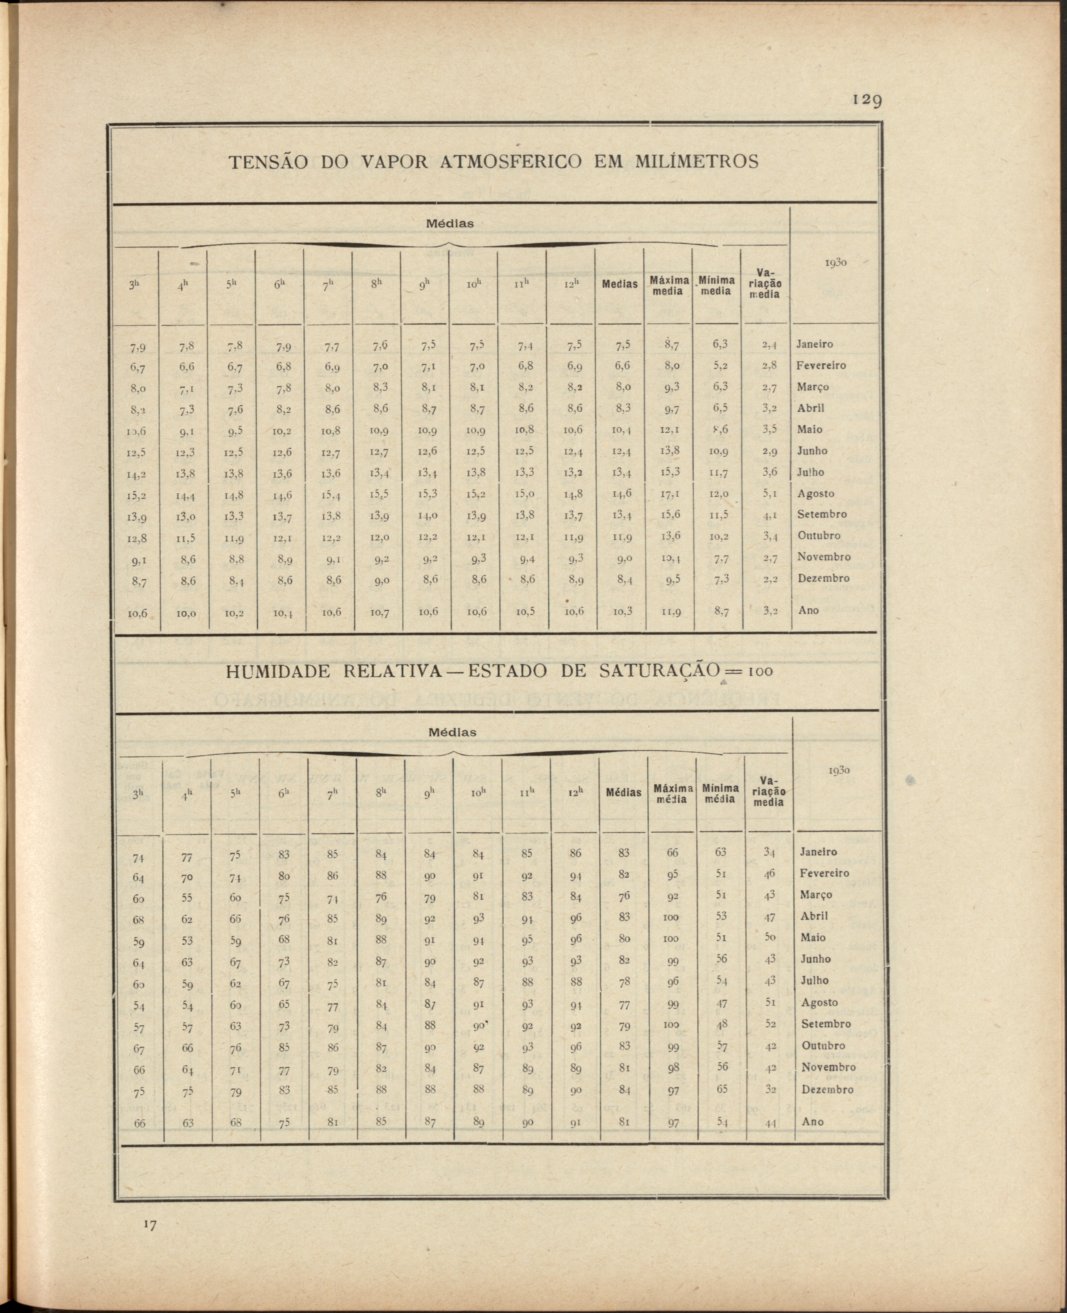 129
TENSÃO DO VAPOR ATMOSFERICO EM MILÍMETROS
Médias
3h 4h 5h 6h 7h 8h 9h 10h 11h 12h Medias Máxima media Mínima media Va-riação media 1930
7,9 7,8 7,8 7,9 7,7 7,6 7,5 7,5 7,4 7,5 7,5 8,7 6,3 2,4 Janeiro
6,7 6,6 6,7 6,8 6,9 7,0 7,1 7,0 6,8 6,9 6,6 8,0 5,2 2,8 Fevereiro
8,0 7,1 7,3 7,8 8,0 8,3 8,1 8,1 8,2 8,2 8,0 9,3 6,3 2,7 Março
8,2 7,3 7,6 8,2 8,6 8,6 8,7 8,7 8,6 8,6 8,3 9,7 6,5 3,2 Abril
10,6 9,1 9,5 10,2 10,8 10,9 10,9 10,9 10,8 10,6 10,4 12,1 8,6 3,5 Maio
12,5 12,3 12,5 12,6 12,7 12,7 12,6 12,5 12,5 12,4 12,4 13,8 10,9 2,9 Junho
14,2 13,8 13,8 13,6 13,6 13,4 13,4 13,8 13,3 13,2 13,4 15,3 11,7 3,6 Julho
15,2 14,4 14,8 14,6 15,4 15,5 15,3 15,2 15,0 14,8 14,6 17,1 12,0 5,1 Agosto
13,9 13,0 13,3 13,7 13,8 13,9 14,0 13,9 13,8 13,7 13,4 15,6 11,5 4,1 Setembro
12,8 11,5 11,9 12,1 12,2 12,0 12,2 12,1 12,1 11,9 11,9 13,6 10,2 3,4 Outubro
9,1 8,6 8,8 8,9 9,1 9,2 9,2 9,3 9,4 9,3 9,0 10,4 7,7 2,7 Novembro
8,7 8,6 8,4 8,6 8,6 9,0 8,6 8,6 8,6 8,9 8,4 9,5 7,3 2,2 Dezembro
10,6 10,0 10,2 10,4 10,6 10,7 10,6 10,6 10,5 10,6 10,3 11,9 8,7 3,2 Ano
HUMIDADE RELATIVA — ESTADO DE SATURAÇÃO = 100
Médias
3h 4h 5h 6h 7h 8h 9h 10h 11h 12h Médias Máxima média Mínima média Va-riação media 1930
74 77 75 83 85 84 84 84 85 86 83 66 63 34 Janeiro
64 70 74 80 86 88 90 91 92 94 82 95 51 46 Fevereiro
60 55 60 75 74 76 79 81 83 84 76 92 51 43 Março
68 62 66 76 85 89 92 93 94 96 83 100 53 47 Abril
59 53 59 68 81 88 91 94 95 96 80 100 51 50 Maio
64 63 67 73 82 87 90 92 93 93 82 99 56 43 Junho
60 59 62 67 75 81 84 87 88 88 78 96 54 43 Julho
54 54 60 65 77 84 87 91 93 94 77 99 47 51 Agosto
57 57 63 73 79 84 88 90 92 92 79 100 48 52 Setembro
67 66 76 85 86 87 90 92 93 96 83 99 57 42 Outubro
66 64 71 77 79 82 84 87 89 89 81 98 56 42 Novembro
75 75 79 83 85 88 88 88 89 90 84 97 65 32 Dezembro
66 63 68 75 81 85 87 89 90 91 81 97 54 44 Ano
17